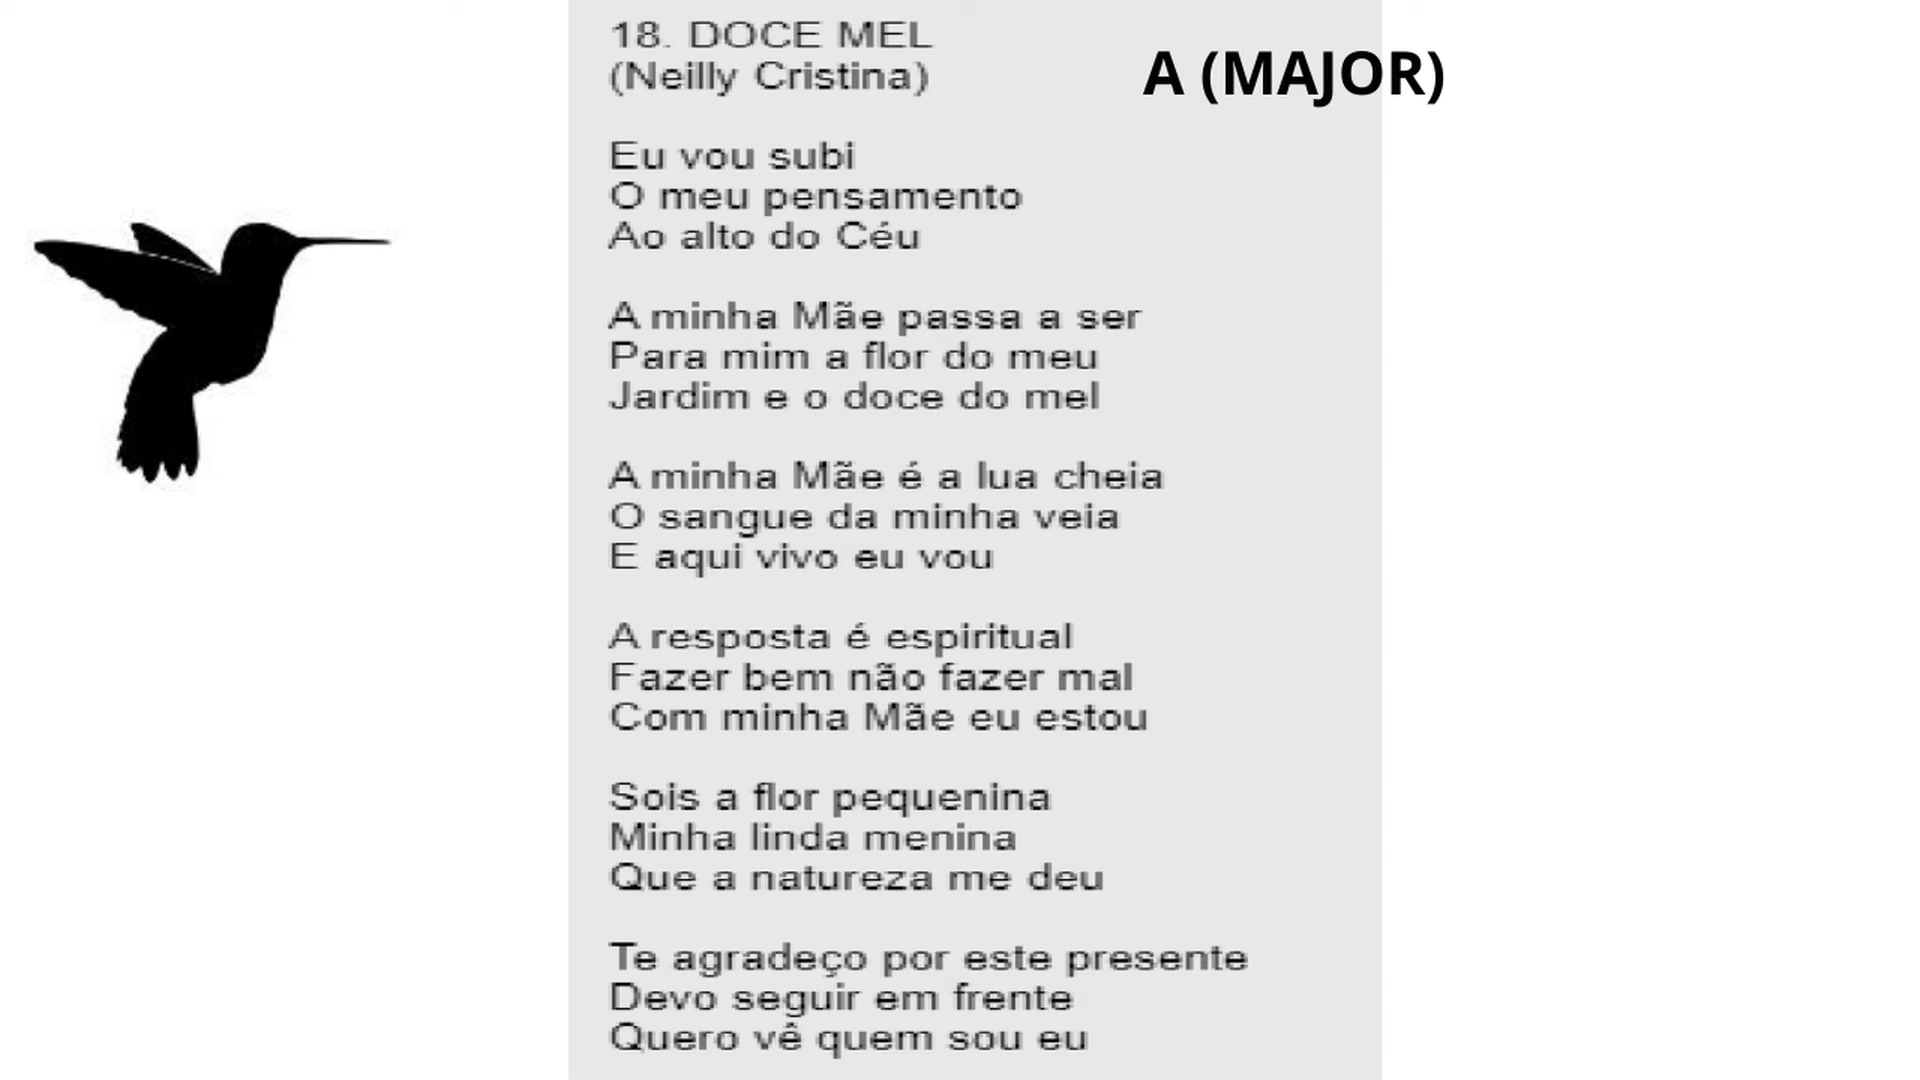 18. DOCE MEL
(Neilly Cristina)
A (MAJOR)
Eu vou subi
O meu pensamento
Ao alto do Céu
A minha Mãe passa a ser
Para mim a flor do meu
Jardim e o doce do mel
A minha Mãe é a lua cheia
O sangue da minha veia
E aqui vivo eu vou
A resposta é espiritual
Fazer bem não fazer mal
Com minha Mãe eu estou
Sois a flor pequenina
Minha linda menina
Que a natureza me deu
Te agradeço por este presente
Devo seguir em frente
Quero vê quem sou eu